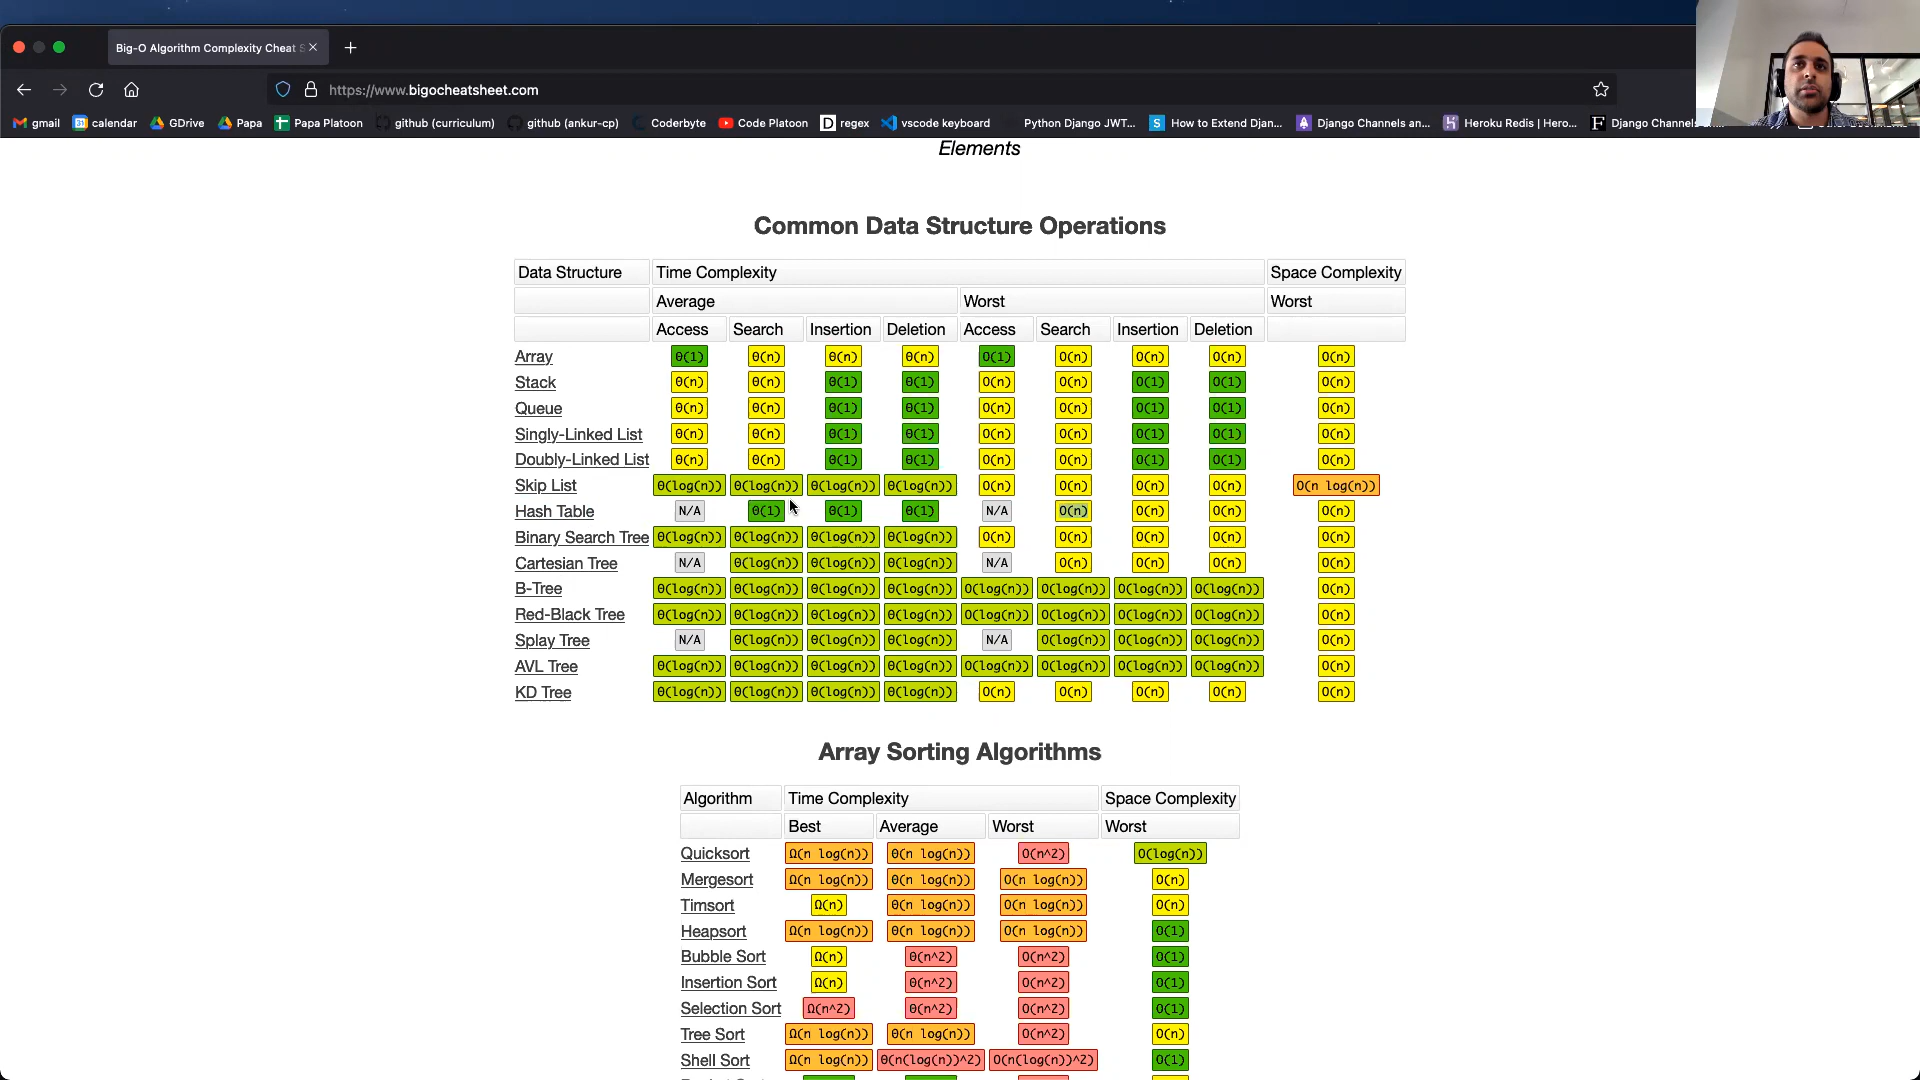 Big-O Algorithm Complexity Cheat S
https://www.bigocheatsheet.com
gmail calendar GDrive Papa Papa Platoon github (curriculum) github (ankur-cp) Coderbyte Code Platoon regex vscode keyboard Python Django JWT... How to Extend Djan... Django Channels an... Heroku Redis | Hero... Django Channels
Elements
Common Data Structure Operations
Data Structure Time Complexity Space Complexity
Average Worst Worst
Access Search Insertion Deletion Access Search Insertion Deletion
Array Θ(1) Θ(n) Θ(n) Θ(n) O(1) O(n) O(n) O(n) O(n)
Stack Θ(n) Θ(n) Θ(1) Θ(1) O(n) O(n) O(1) O(1) O(n)
Queue Θ(n) Θ(n) Θ(1) Θ(1) O(n) O(n) O(1) O(1) O(n)
Singly-Linked List Θ(n) Θ(n) Θ(1) Θ(1) O(n) O(n) O(1) O(1) O(n)
Doubly-Linked List Θ(n) Θ(n) Θ(1) Θ(1) O(n) O(n) O(1) O(1) O(n)
Skip List Θ(log(n)) Θ(log(n)) Θ(log(n)) Θ(log(n)) O(n) O(n) O(n) O(n) O(n log(n))
Hash Table N/A Θ(1) Θ(1) Θ(1) N/A O(n) O(n) O(n) O(n)
Binary Search Tree Θ(log(n)) Θ(log(n)) Θ(log(n)) Θ(log(n)) O(n) O(n) O(n) O(n) O(n)
Cartesian Tree N/A Θ(log(n)) Θ(log(n)) Θ(log(n)) N/A O(n) O(n) O(n) O(n)
B-Tree Θ(log(n)) Θ(log(n)) Θ(log(n)) Θ(log(n)) O(log(n)) O(log(n)) O(log(n)) O(log(n)) O(n)
Red-Black Tree Θ(log(n)) Θ(log(n)) Θ(log(n)) Θ(log(n)) O(log(n)) O(log(n)) O(log(n)) O(log(n)) O(n)
Splay Tree N/A Θ(log(n)) Θ(log(n)) Θ(log(n)) N/A O(log(n)) O(log(n)) O(log(n)) O(n)
AVL Tree Θ(log(n)) Θ(log(n)) Θ(log(n)) Θ(log(n)) O(log(n)) O(log(n)) O(log(n)) O(log(n)) O(n)
KD Tree Θ(log(n)) Θ(log(n)) Θ(log(n)) Θ(log(n)) O(n) O(n) O(n) O(n) O(n)
Array Sorting Algorithms
Algorithm Time Complexity Space Complexity
Best Average Worst Worst
Quicksort Ω(n log(n)) Θ(n log(n)) O(n^2) O(log(n))
Mergesort Ω(n log(n)) Θ(n log(n)) O(n log(n)) O(n)
Timsort Ω(n) Θ(n log(n)) O(n log(n)) O(n)
Heapsort Ω(n log(n)) Θ(n log(n)) O(n log(n)) O(1)
Bubble Sort Ω(n) Θ(n^2) O(n^2) O(1)
Insertion Sort Ω(n) Θ(n^2) O(n^2) O(1)
Selection Sort Ω(n^2) Θ(n^2) O(n^2) O(1)
Tree Sort Ω(n log(n)) Θ(n log(n)) O(n^2) O(n)
Shell Sort Ω(n log(n)) Θ(n(log(n))^2) O(n(log(n))^2) O(1)